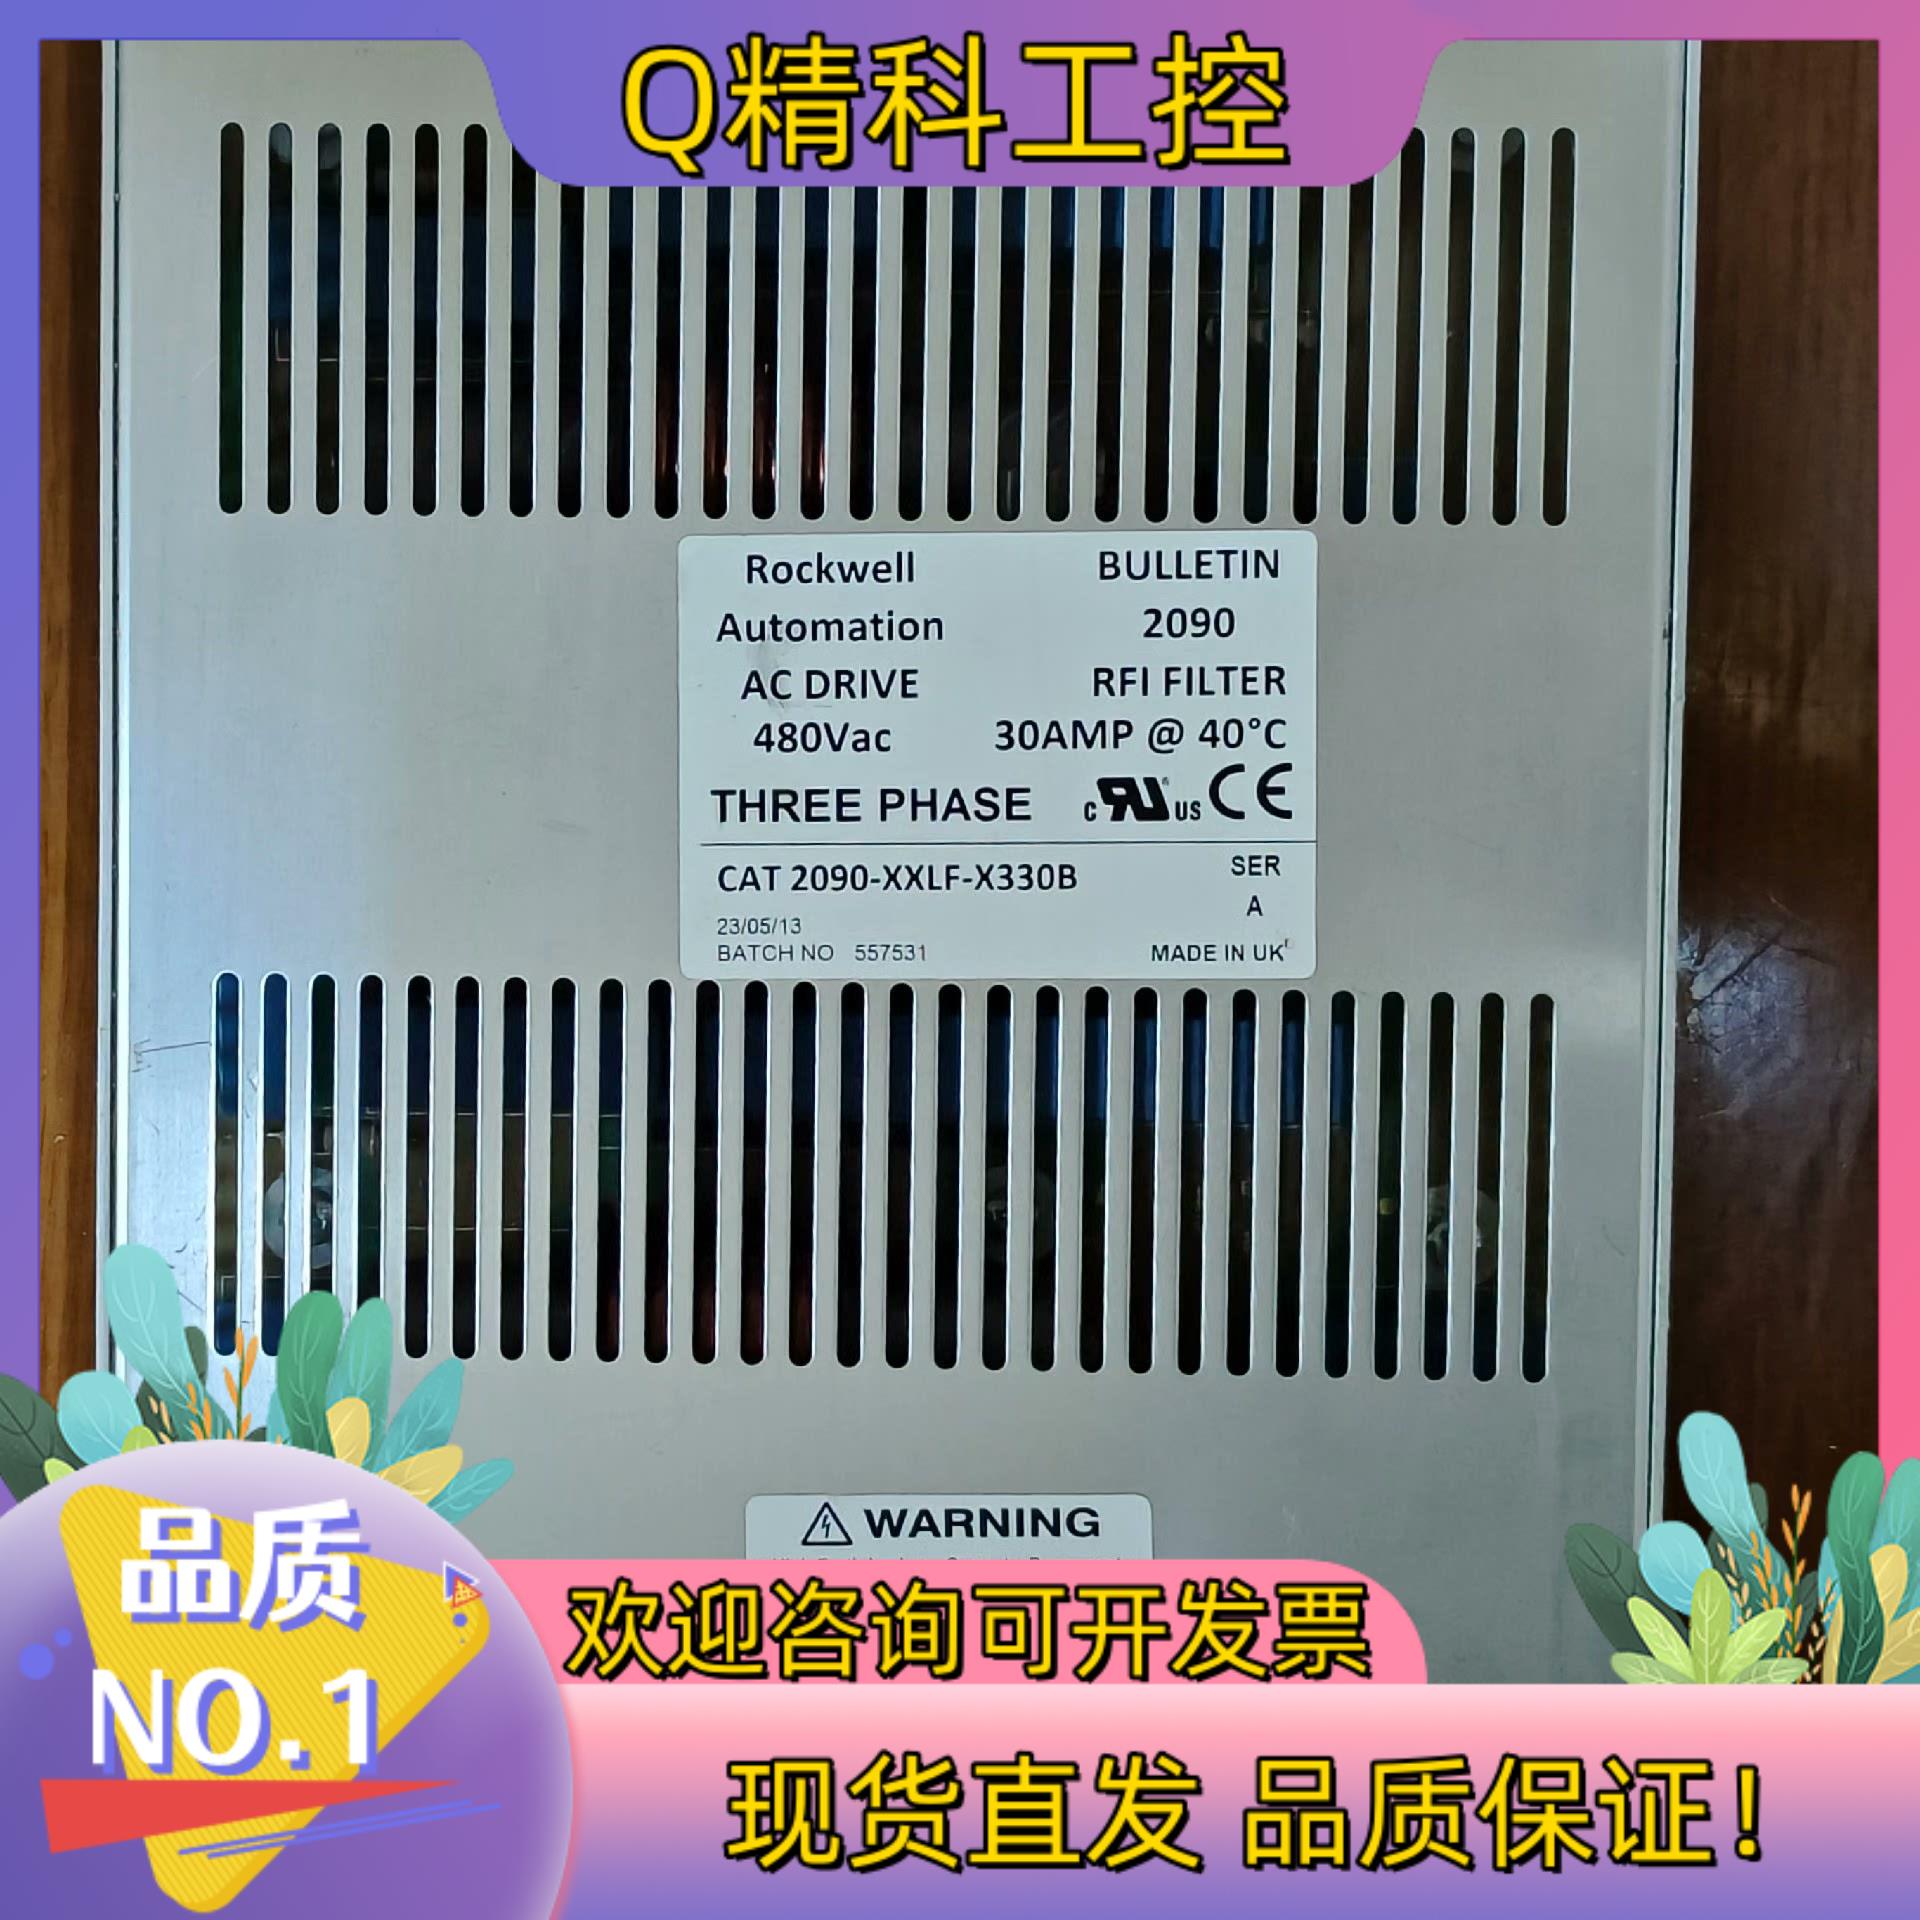 Q精科工控
Rockwell BULLETIN
Automation 2090
AC DRIVE RFI FILTER
480Vac 30AMP @ 40°C
THREE PHASE c RU US CE
CAT 2090-XXLF-X330B SER
A
23/05/13
BATCH NO 557531 MADE IN UK
WARNING
品质
NO.1
欢迎咨询可开发票
现货直发 品质保证!